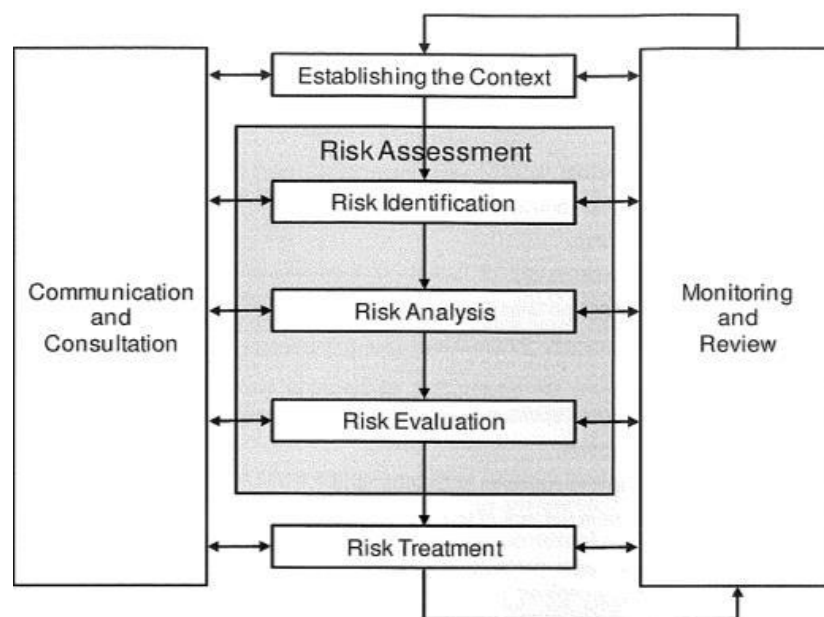 Establishing the Context
Risk Assessment
Risk Identification
Communication
and
Consultation
Risk Analysis
Monitoring
and
Review
Risk Evaluation
Risk Treatment